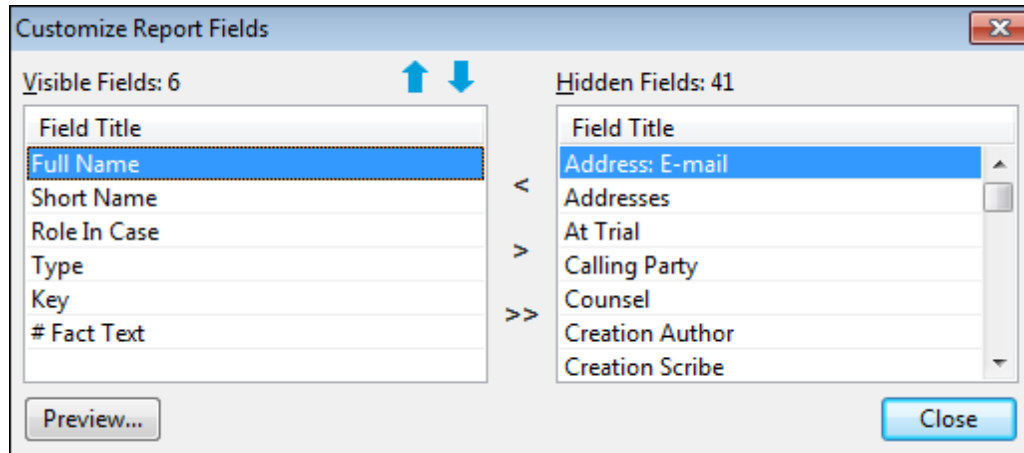 Customize Report Fields
Visible Fields: 6
Field Title
Full Name
Short Name
Role In Case
Type
Key
# Fact Text
<
>
>>
Hidden Fields: 41
Field Title
Address: E-mail
Addresses
At Trial
Calling Party
Counsel
Creation Author
Creation Scribe
Preview...
Close